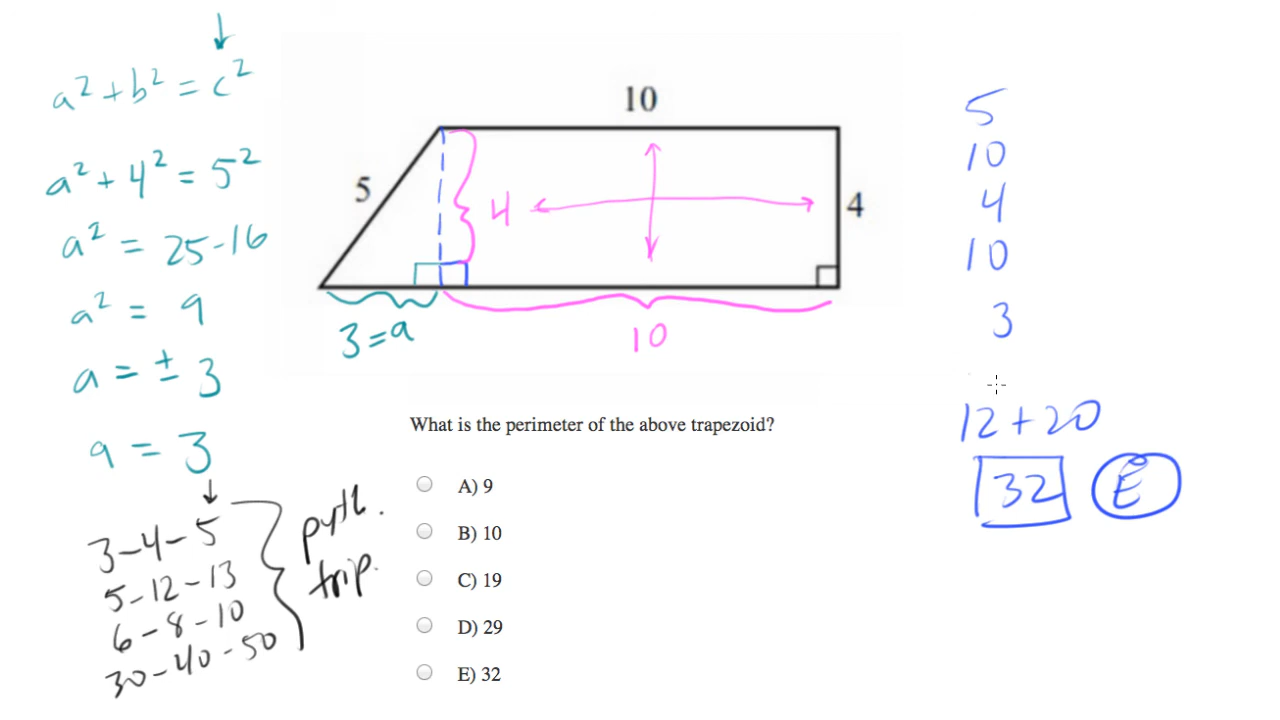 a² + b² = c²
a² + 4² = 5²
a² = 25 - 16
a² = 9
a = ± 3
a = 3
3-4-5
5-12-13
6-8-10
30-40-50
pyth.
trip.
10
5
4
4
3 = a
10
What is the perimeter of the above trapezoid?
A) 9
B) 10
C) 19
D) 29
E) 32
5
10
4
10
3
12 + 20
32 E